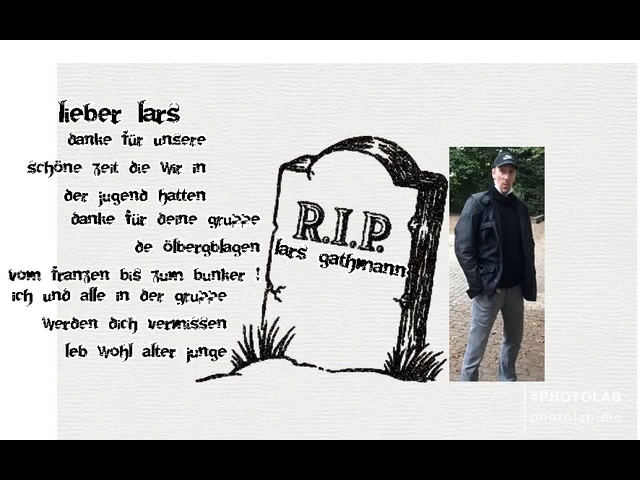 lieber lars
danke für unsere
schöne zeit die wir in
der jugend hatten
danke für deine gruppe
de ölbergblagen
vom franzen bis zum bunker !
ich und alle in der gruppe
werden dich vermissen
leb wohl alter junge
R.I.P.
lars gathmann
#PHOTOLAB
photolab.me